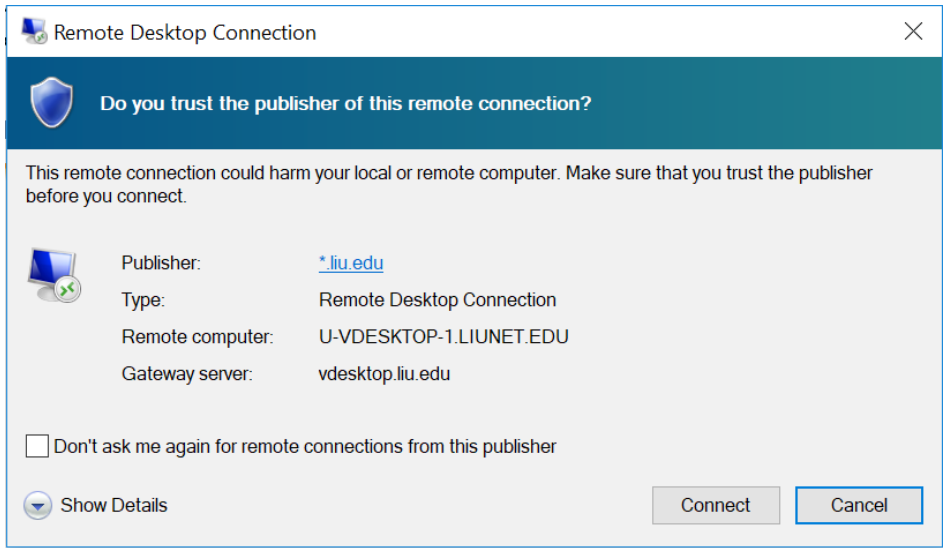 Remote Desktop Connection
Do you trust the publisher of this remote connection?
This remote connection could harm your local or remote computer. Make sure that you trust the publisher
before you connect.
Publisher: *.liu.edu
Type: Remote Desktop Connection
Remote computer: U-VDESKTOP-1.LIUNET.EDU
Gateway server: vdesktop.liu.edu
Don't ask me again for remote connections from this publisher
Show Details Connect Cancel